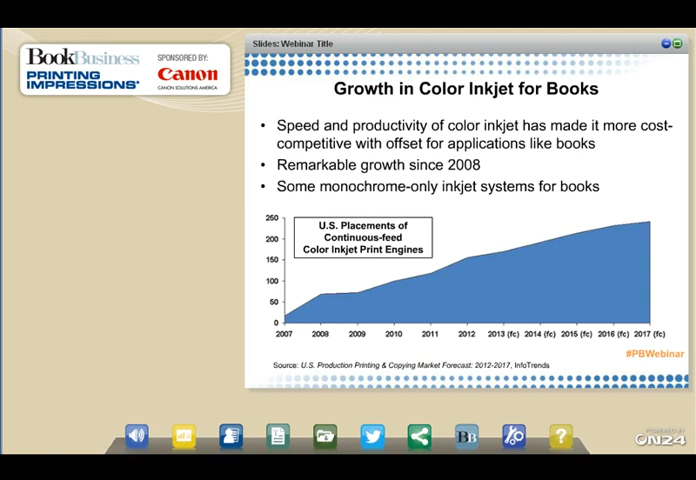 BookBusiness
PRINTING
IMPRESSIONS
SPONSORED BY:
Canon
CANON SOLUTIONS AMERICA
Slides: Webinar Title
Growth in Color Inkjet for Books
• Speed and productivity of color inkjet has made it more cost-
competitive with offset for applications like books
• Remarkable growth since 2008
• Some monochrome-only inkjet systems for books
U.S. Placements of
Continuous-feed
Color Inkjet Print Engines
250
200
150
100
50
0
2007 2008 2009 2010 2011 2012 2013 (fc) 2014 (fc) 2015 (fc) 2016 (fc) 2017 (fc)
#PBWebinar
Source: U.S. Production Printing & Copying Market Forecast: 2012-2017, InfoTrends
BB
?
POWERED BY
ON24